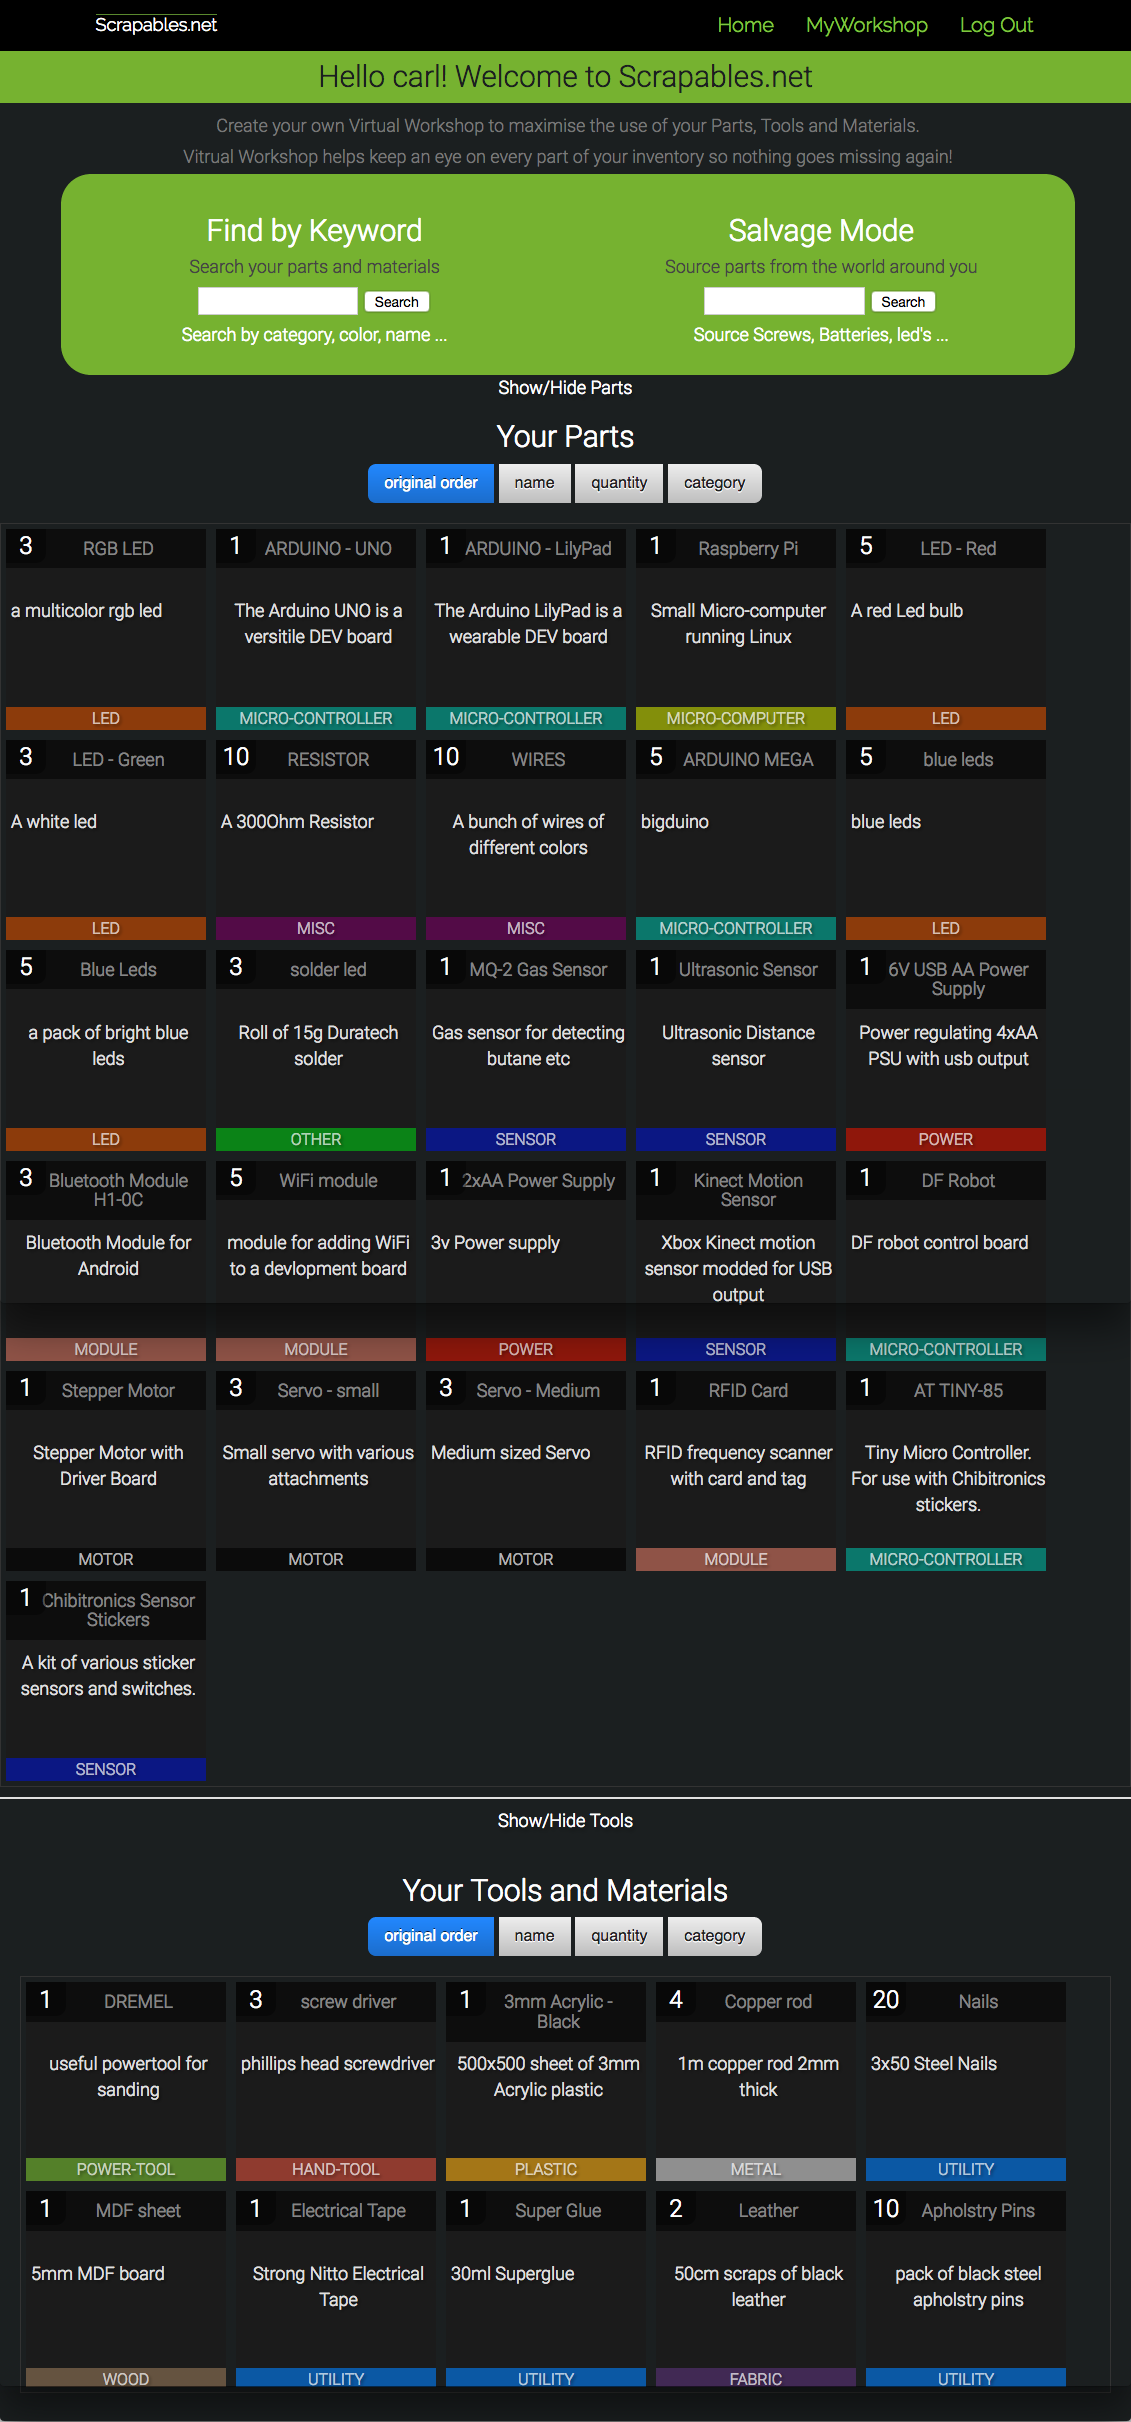 Scrapables.net
Home MyWorkshop Log Out
Hello carl! Welcome to Scrapables.net
Create your own Virtual Workshop to maximise the use of your Parts, Tools and Materials.
Vitrual Workshop helps keep an eye on every part of your inventory so nothing goes missing again!
Find by Keyword
Search your parts and materials
Search
Search by category, color, name ...
Salvage Mode
Source parts from the world around you
Search
Source Screws, Batteries, led's ...
Show/Hide Parts
Your Parts
original order name quantity category
3 RGB LED
a multicolor rgb led
LED
1 ARDUINO - UNO
The Arduino UNO is a
versitile DEV board
MICRO-CONTROLLER
1 ARDUINO - LilyPad
The Arduino LilyPad is a
wearable DEV board
MICRO-CONTROLLER
1 Raspberry Pi
Small Micro-computer
running Linux
MICRO-COMPUTER
5 LED - Red
A red Led bulb
LED
3 LED - Green
A white led
LED
10 RESISTOR
A 300Ohm Resistor
MISC
10 WIRES
A bunch of wires of
different colors
MISC
5 ARDUINO MEGA
bigduino
MICRO-CONTROLLER
5 blue leds
blue leds
LED
5 Blue Leds
a pack of bright blue
leds
LED
3 solder led
Roll of 15g Duratech
solder
OTHER
1 MQ-2 Gas Sensor
Gas sensor for detecting
butane etc
SENSOR
1 Ultrasonic Sensor
Ultrasonic Distance
sensor
SENSOR
1 6V USB AA Power
Supply
Power regulating 4xAA
PSU with usb output
POWER
3 Bluetooth Module
H1-0C
Bluetooth Module for
Android
MODULE
5 WiFi module
module for adding WiFi
to a devlopment board
MODULE
1 2xAA Power Supply
3v Power supply
POWER
1 Kinect Motion
Sensor
Xbox Kinect motion
sensor modded for USB
output
SENSOR
1 DF Robot
DF robot control board
MICRO-CONTROLLER
1 Stepper Motor
Stepper Motor with
Driver Board
MOTOR
3 Servo - small
Small servo with various
attachments
MOTOR
3 Servo - Medium
Medium sized Servo
MOTOR
1 RFID Card
RFID frequency scanner
with card and tag
MODULE
1 AT TINY-85
Tiny Micro Controller.
For use with Chibitronics
stickers.
MICRO-CONTROLLER
1 Chibitronics Sensor
Stickers
A kit of various sticker
sensors and switches.
SENSOR
Show/Hide Tools
Your Tools and Materials
original order name quantity category
1 DREMEL
useful powertool for
sanding
POWER-TOOL
3 screw driver
phillips head screwdriver
HAND-TOOL
1 3mm Acrylic -
Black
500x500 sheet of 3mm
Acrylic plastic
PLASTIC
4 Copper rod
1m copper rod 2mm
thick
METAL
20 Nails
3x50 Steel Nails
UTILITY
1 MDF sheet
5mm MDF board
WOOD
1 Electrical Tape
Strong Nitto Electrical
Tape
UTILITY
1 Super Glue
30ml Superglue
UTILITY
2 Leather
50cm scraps of black
leather
FABRIC
10 Apholstry Pins
pack of black steel
apholstry pins
UTILITY